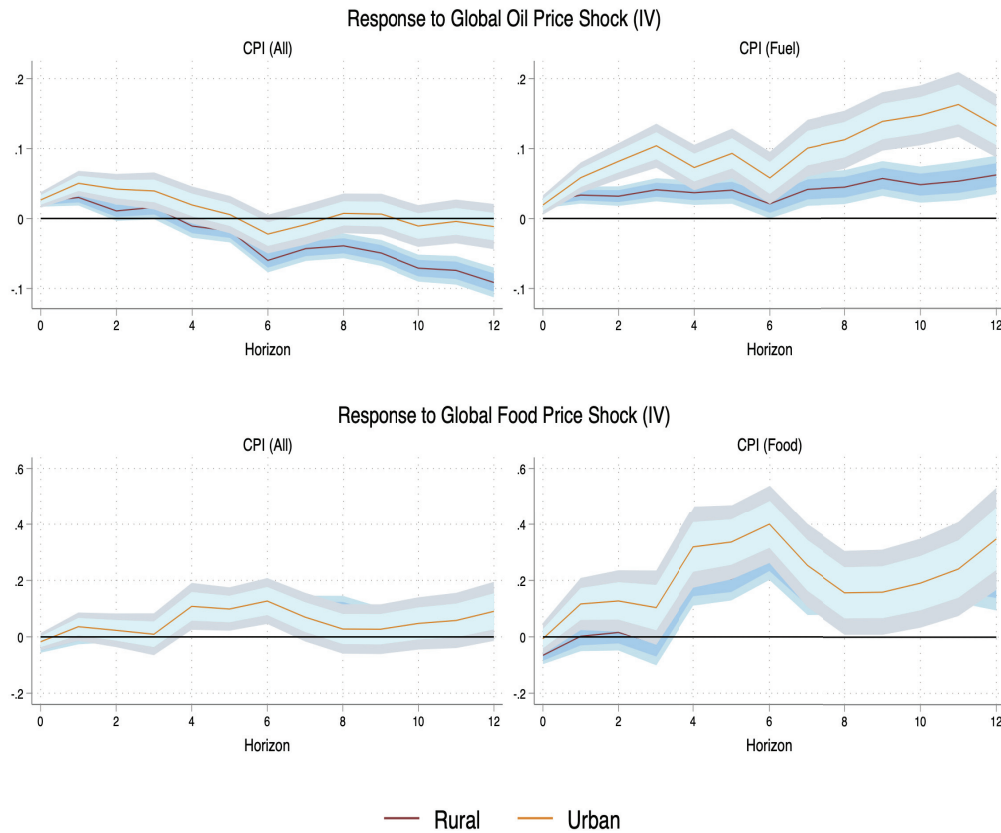 Response to Global Oil Price Shock (IV)
CPI (All)
.2
.1
0
-.1
0 2 4 6 8 10 12
Horizon
CPI (Fuel)
.2
.1
0
-.1
0 2 4 6 8 10 12
Horizon
Response to Global Food Price Shock (IV)
CPI (All)
.6
.4
.2
0
-.2
0 2 4 6 8 10 12
Horizon
CPI (Food)
.6
.4
.2
0
-.2
0 2 4 6 8 10 12
Horizon
Rural Urban